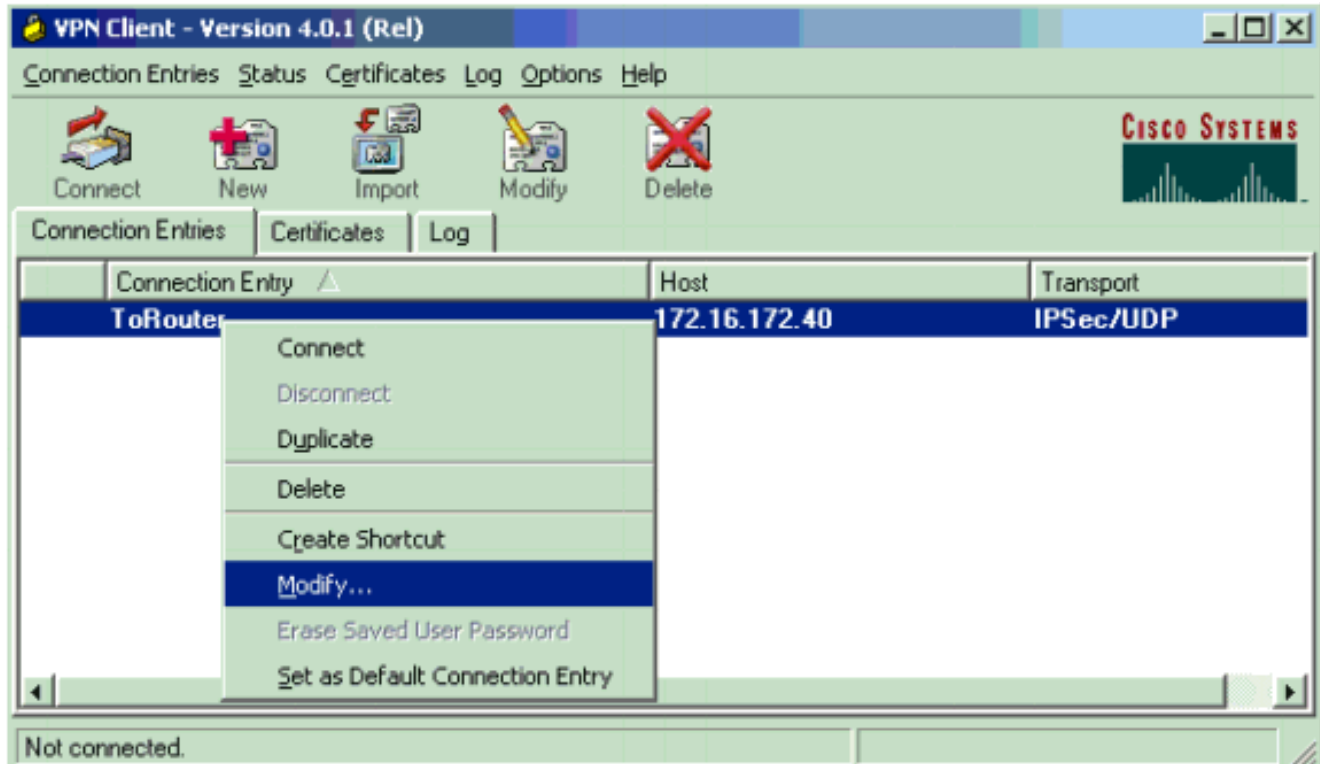 VPN Client - Version 4.0.1 (Rel)
Connection Entries Status Certificates Log Options Help
Connect New Import Modify Delete
CISCO SYSTEMS
Connection Entries Certificates Log
Connection Entry Host Transport
ToRouter 172.16.172.40 IPSec/UDP
Connect
Disconnect
Duplicate
Delete
Create Shortcut
Modify...
Erase Saved User Password
Set as Default Connection Entry
Not connected.